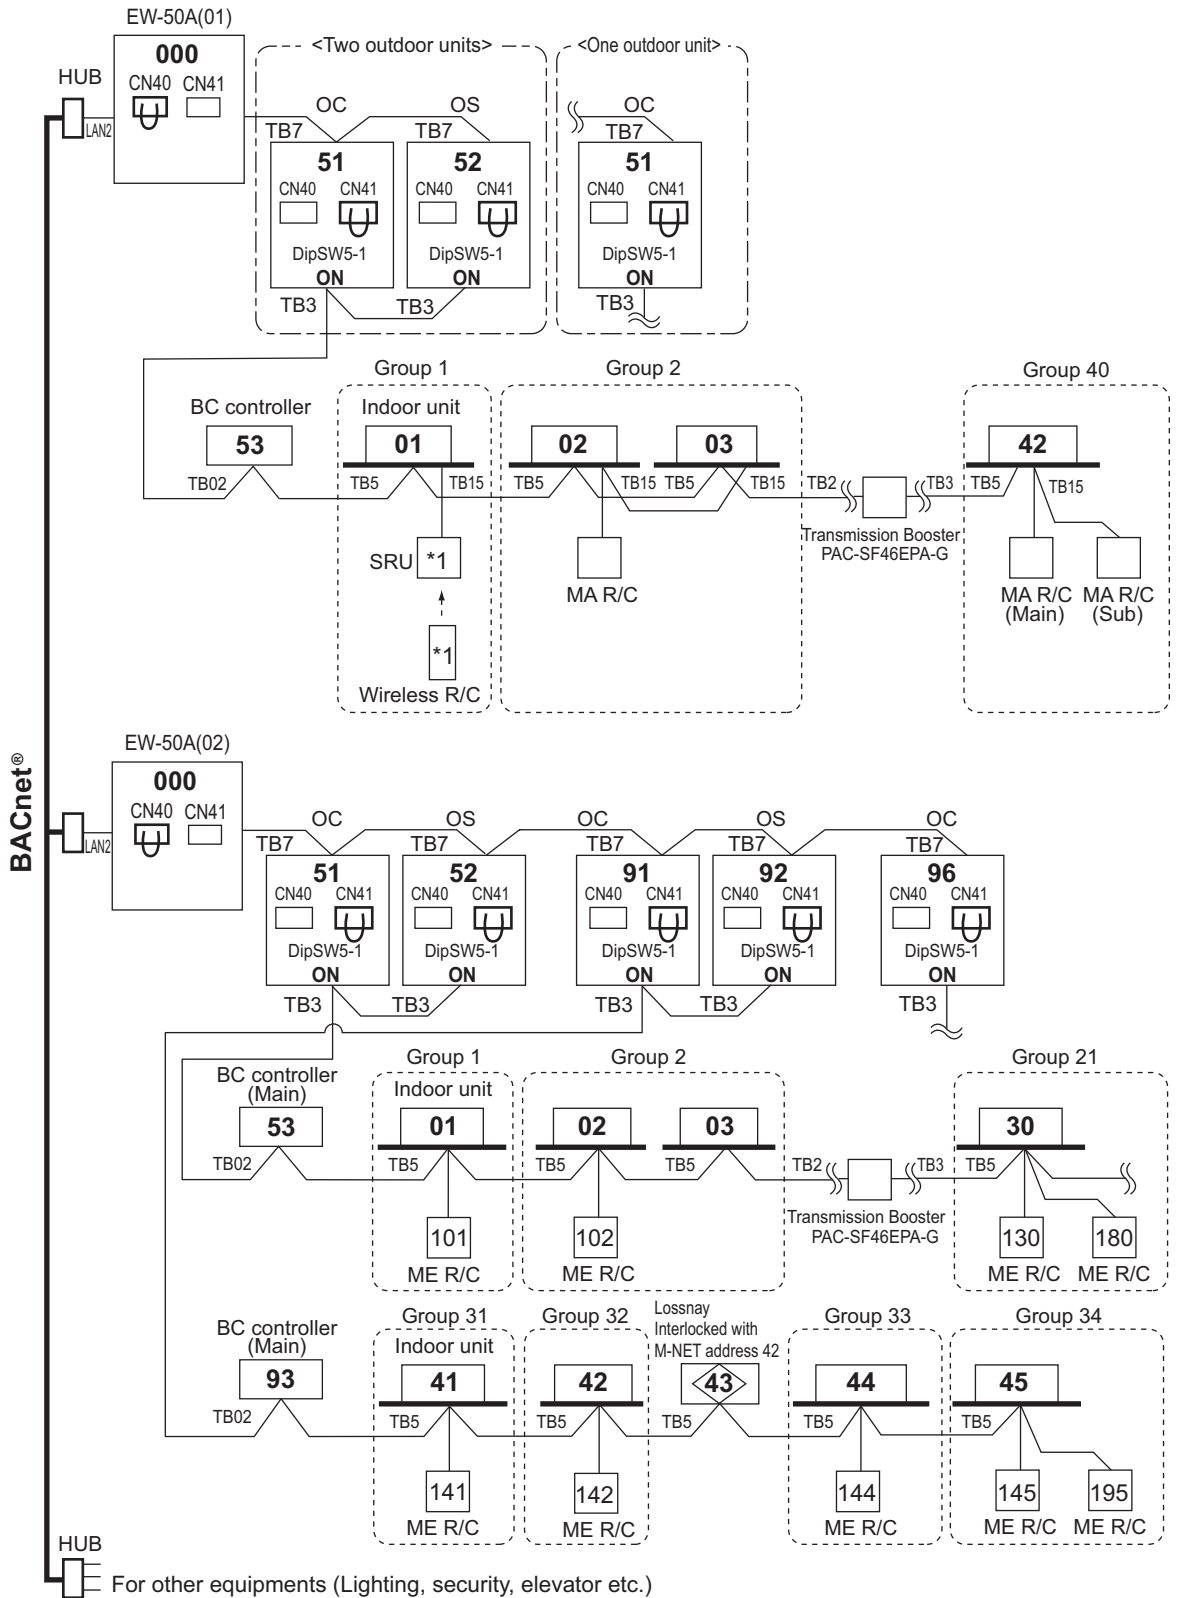 EW-50A(01)
000
CN40 CN41
HUB
LAN2
<Two outdoor units>
<One outdoor unit>
OC OS OC
TB7 TB7 TB7
51 52 51
CN40 CN41 CN40 CN41 CN40 CN41
DipSW5-1 DipSW5-1 DipSW5-1
ON ON ON
TB3 TB3 TB3
Group 1 Group 2 Group 40
BC controller Indoor unit
53 01 02 03 42
TB02 TB5 TB15 TB5 TB15 TB5 TB15 TB2 TB3 TB5 TB15
Transmission Booster
PAC-SF46EPA-G
SRU *1
MA R/C
MA R/C
(Main)
MA R/C
(Sub)
*1
Wireless R/C
BACnet®
EW-50A(02)
000
CN40 CN41
LAN2
OC OS OC OS OC
TB7 TB7 TB7 TB7 TB7
51 52 91 92 96
CN40 CN41 CN40 CN41 CN40 CN41 CN40 CN41 CN40 CN41
DipSW5-1 DipSW5-1 DipSW5-1 DipSW5-1 DipSW5-1
ON ON ON ON ON
TB3 TB3 TB3 TB3 TB3
Group 1 Group 2 Group 21
BC controller
(Main)
Indoor unit
53 01 02 03 30
TB02 TB5 TB5 TB5 TB2 TB3 TB5
Transmission Booster
PAC-SF46EPA-G
101 102 130 180
ME R/C ME R/C ME R/C ME R/C
Group 31 Group 32 Group 33 Group 34
Lossnay
Interlocked with
M-NET address 42
BC controller
(Main)
Indoor unit
93 41 42 43 44 45
TB02 TB5 TB5 TB5 TB5 TB5
141 142 144 145 195
ME R/C ME R/C ME R/C ME R/C ME R/C
HUB
For other equipments (Lighting, security, elevator etc.)